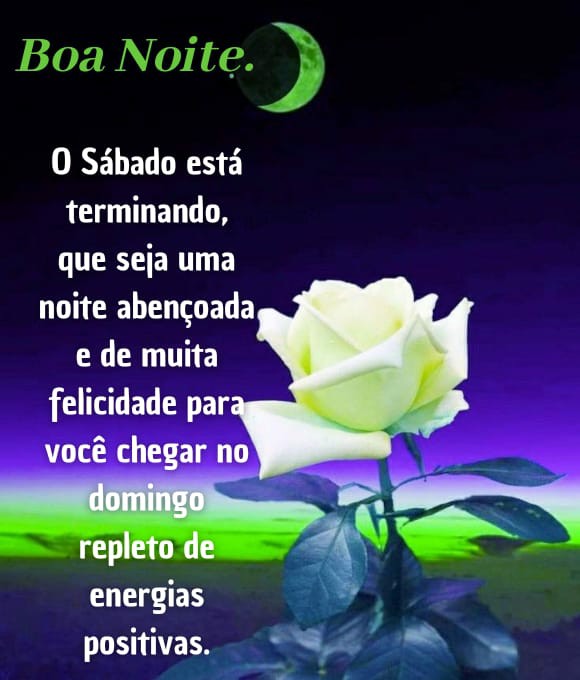 Boa Noite.
O Sábado está
terminando,
que seja uma
noite abençoada
e de muita
felicidade para
você chegar no
domingo
repleto de
energias
positivas.